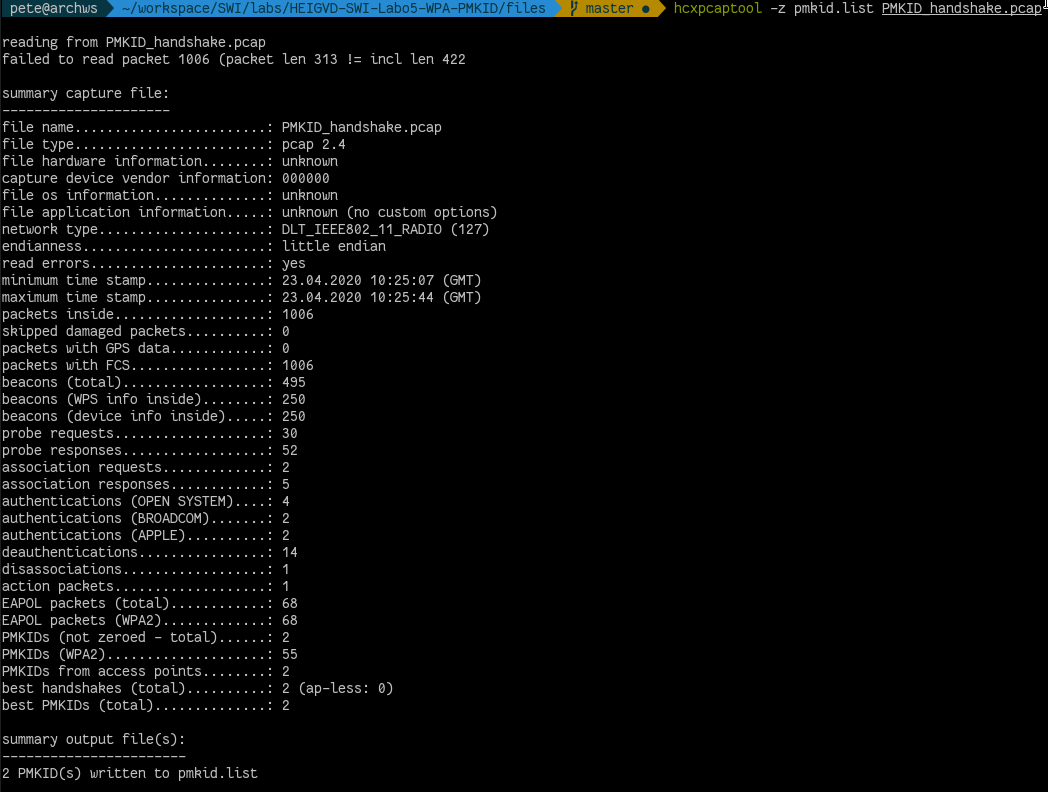 pete@archws ~/workspace/SWI/labs/HEIGVD-SWI-Labo5-WPA-PMKID/files master ● hcxpcaptool -z pmkid.list PMKID_handshake.pcap
reading from PMKID_handshake.pcap
failed to read packet 1006 (packet len 313 != incl len 422
summary capture file:
---------------------
file name........................: PMKID_handshake.pcap
file type........................: pcap 2.4
file hardware information........: unknown
capture device vendor information: 000000
file os information..............: unknown
file application information.....: unknown (no custom options)
network type.....................: DLT_IEEE802_11_RADIO (127)
endianness.......................: little endian
read errors......................: yes
minimum time stamp...............: 23.04.2020 10:25:07 (GMT)
maximum time stamp...............: 23.04.2020 10:25:44 (GMT)
packets inside...................: 1006
skipped damaged packets..........: 0
packets with GPS data............: 0
packets with FCS.................: 1006
beacons (total)..................: 495
beacons (WPS info inside)........: 250
beacons (device info inside).....: 250
probe requests...................: 30
probe responses..................: 52
association requests.............: 2
association responses............: 5
authentications (OPEN SYSTEM)....: 4
authentications (BROADCOM).......: 2
authentications (APPLE)..........: 2
deauthentications................: 14
disassociations..................: 1
action packets...................: 1
EAPOL packets (total)............: 68
EAPOL packets (WPA2).............: 68
PMKIDs (not zeroed - total)......: 2
PMKIDs (WPA2)....................: 55
PMKIDs from access points........: 2
best handshakes (total)..........: 2 (ap-less: 0)
best PMKIDs (total)..............: 2
summary output file(s):
-----------------------
2 PMKID(s) written to pmkid.list